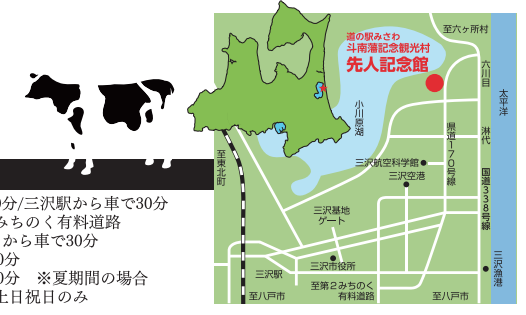 道の駅みさわ
斗南藩記念観光村
先人記念館
至六ヶ所村
六川目
太平洋
小川原湖
淋代
県道170号線
三沢航空科学館
三沢空港
国道338号線
至東北町
三沢基地
ゲート
三沢市役所
三沢駅
三沢漁港
至八戸市
至第2みちのく
有料道路
至八戸市
分/三沢駅から車で30分
みちのく有料道路
から車で30分
0分
0分 ※夏期間の場合
土日祝日のみ